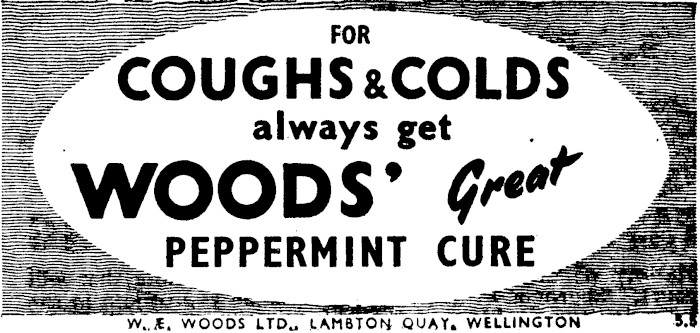 FOR
COUGHS & COLDS
always get
WOODS' Great
PEPPERMINT CURE
W. E. WOODS LTD., LAMBTON QUAY, WELLINGTON